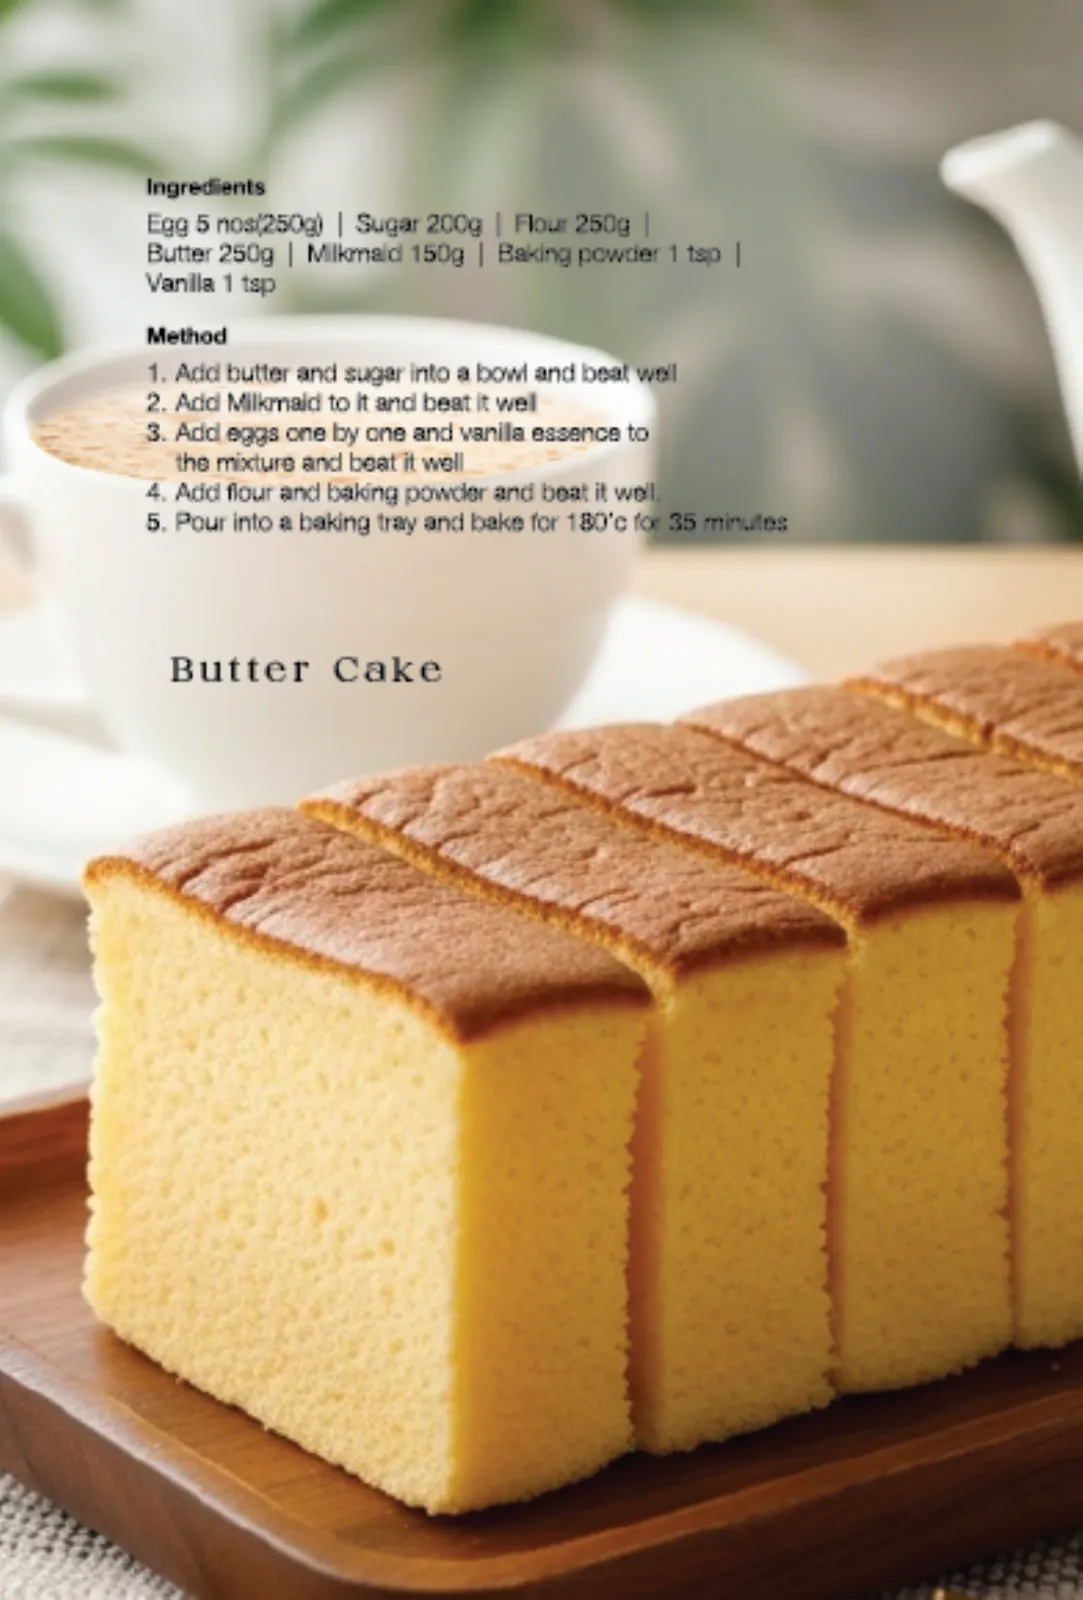 Ingredients
Egg 5 nos(250g) | Sugar 200g | Flour 250g |
Butter 250g | Milkmaid 150g | Baking powder 1 tsp |
Vanilla 1 tsp
Method
1. Add butter and sugar into a bowl and beat well
2. Add Milkmaid to it and beat it well
3. Add eggs one by one and vanilla essence to
the mixture and beat it well
4. Add flour and baking powder and beat it well.
5. Pour into a baking tray and bake for 180'c for 35 minutes
Butter Cake